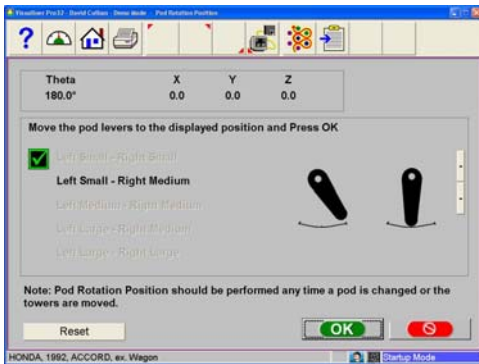 Visualiner Pro32 - David Collian - Demo Mode - Pod Rotation Position
Theta X Y Z
180.0° 0.0 0.0 0.0
Move the pod levers to the displayed position and Press OK
Left Small - Right Small
Left Small - Right Medium
Left Medium - Right Medium
Left Large - Right Medium
Left Large - Right Large
Note: Pod Rotation Position should be performed any time a pod is changed or the
towers are moved.
Reset
OK
HONDA, 1992, ACCORD, ex. Wagon
Startup Mode